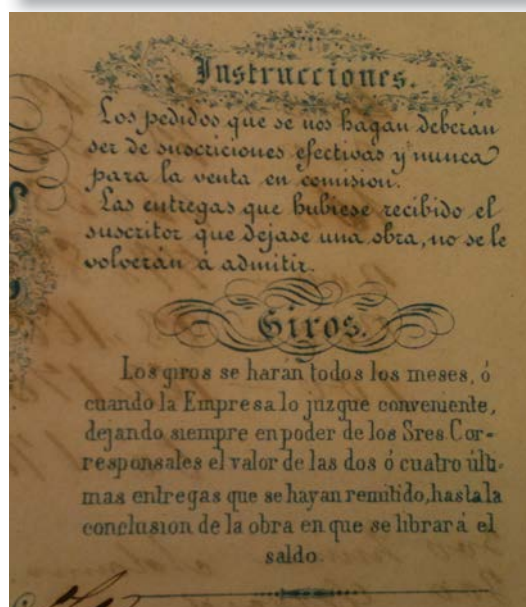 Instrucciones.
Los pedidos que se nos hagan deberán
ser de suscriciones efectivas y nunca
para la venta en comision.
Las entregas que hubiese recibido el
suscritor que dejase una obra, no se le
volverán á admitir.
Giros.
Los giros se harán todos los meses, ó
cuando la Empresa lo juzgue conveniente,
dejando siempre en poder de los Sres. Cor-
responsales el valor de las dos ó cuatro últi-
mas entregas que se hayan remitido, hasta la
conclusion de la obra en que se librará el
saldo.